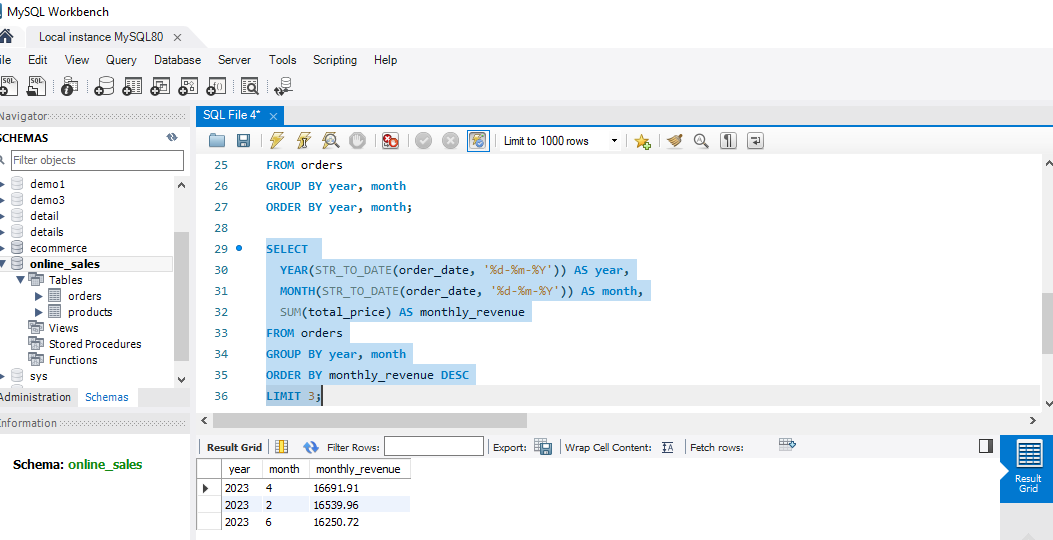 MySQL Workbench
Local instance MySQL80
ile Edit View Query Database Server Tools Scripting Help
Navigator
SCHEMAS
Filter objects
demo1
demo3
detail
details
ecommerce
online_sales
Tables
orders
products
Views
Stored Procedures
Functions
sys
Administration Schemas
Information
Schema: online_sales
SQL File 4*
Limit to 1000 rows
25 FROM orders
26 GROUP BY year, month
27 ORDER BY year, month;
28
29 SELECT
30 YEAR(STR_TO_DATE(order_date, '%d-%m-%Y')) AS year,
31 MONTH(STR_TO_DATE(order_date, '%d-%m-%Y')) AS month,
32 SUM(total_price) AS monthly_revenue
33 FROM orders
34 GROUP BY year, month
35 ORDER BY monthly_revenue DESC
36 LIMIT 3;
Result Grid Filter Rows: Export: Wrap Cell Content: Fetch rows:
year month monthly_revenue
2023 4 16691.91
2023 2 16539.96
2023 6 16250.72
Result
Grid